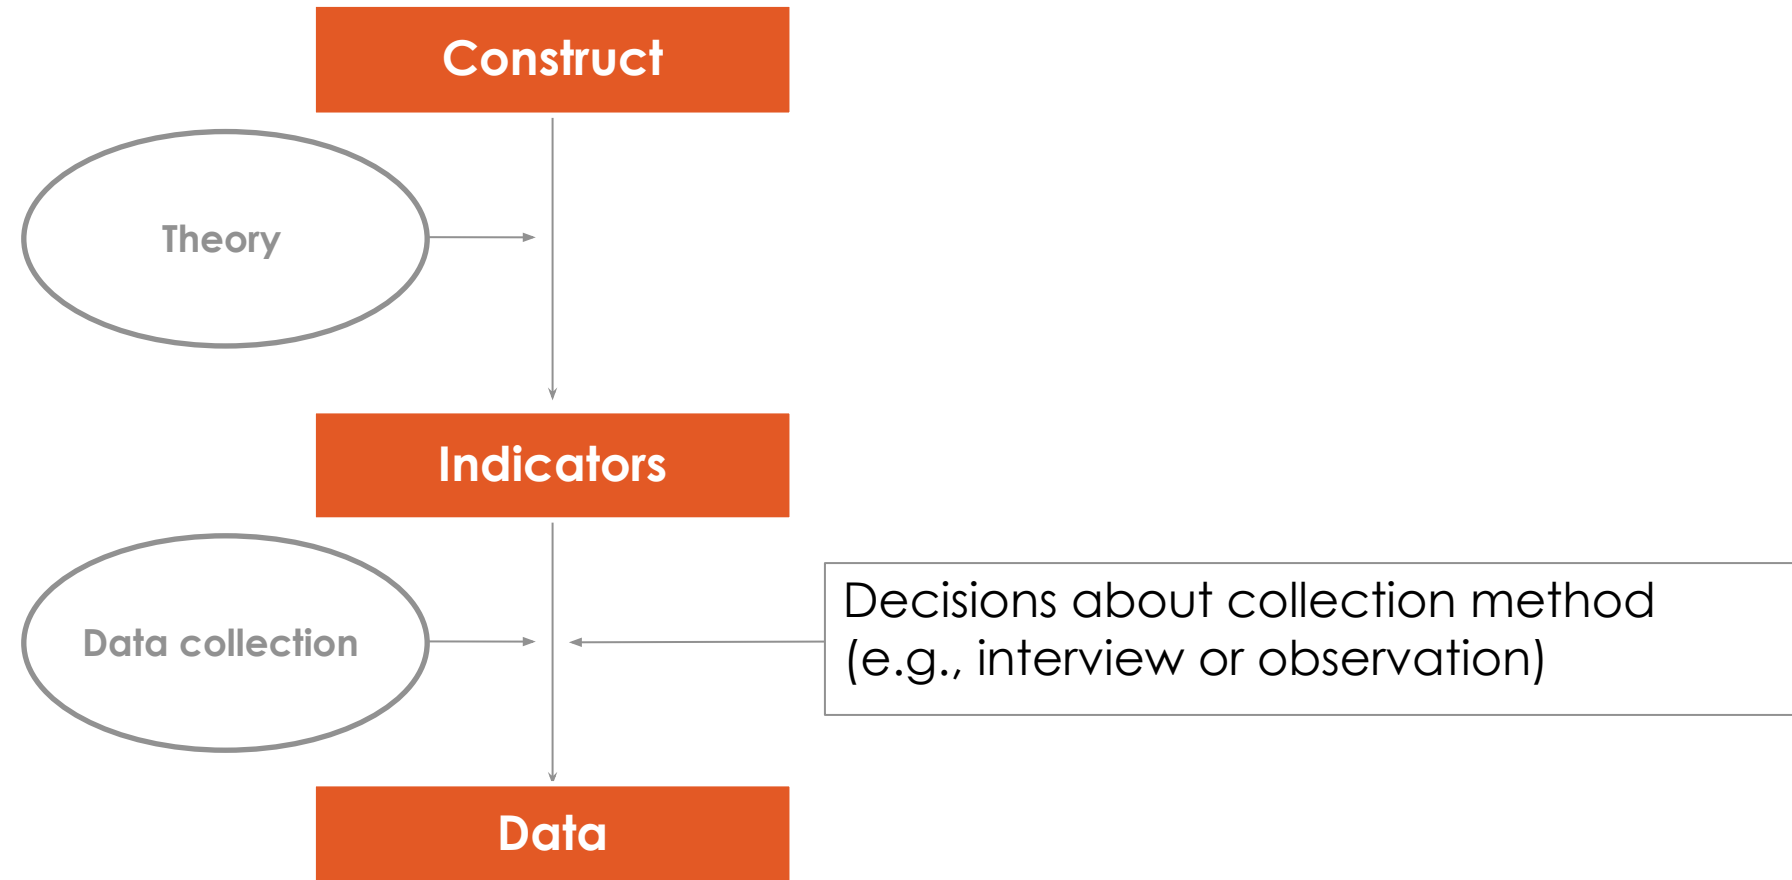 Construct
Theory
Indicators
Data collection
Decisions about collection method
(e.g., interview or observation)
Data